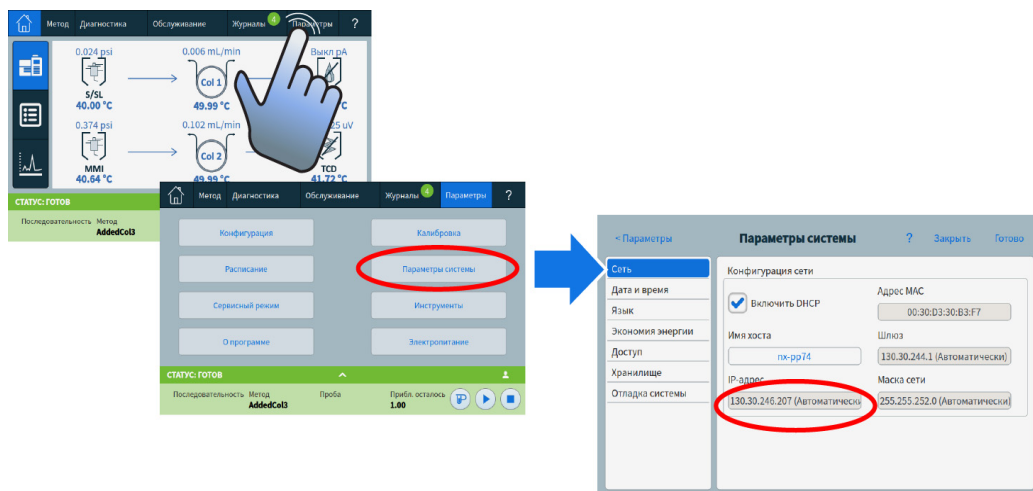 Метод Диагностика Обслуживание Журналы 4 Параметры ?
0.024 psi 0.006 mL/min Выкл pA
Col 1
S/SL
40.00 °C 49.99 °C °C
0.374 psi 0.102 mL/min 25 uV
Col 2
MMI TCD
40.64 °C 49.99 °C 41.72 °C
СТАТУС: ГОТОВ
Последовательность Метод
AddedCol3
Метод Диагностика Обслуживание Журналы 4 Параметры ?
Конфигурация Калибровка
Расписание Параметры системы
Сервисный режим Инструменты
О программе Электропитание
СТАТУС: ГОТОВ
Последовательность Метод Проба Прибл. осталось
AddedCol3 1.00
< Параметры Параметры системы ? Закрыть Готово
Сеть
Дата и время
Язык
Экономия энергии
Доступ
Хранилище
Отладка системы
Конфигурация сети
Включить DHCP
Адрес MAC
00:30:D3:30:B3:F7
Имя хоста
nx-pp74
Шлюз
130.30.244.1 (Автоматически)
IP-адрес
130.30.246.207 (Автоматически
Маска сети
255.255.252.0 (Автоматически)